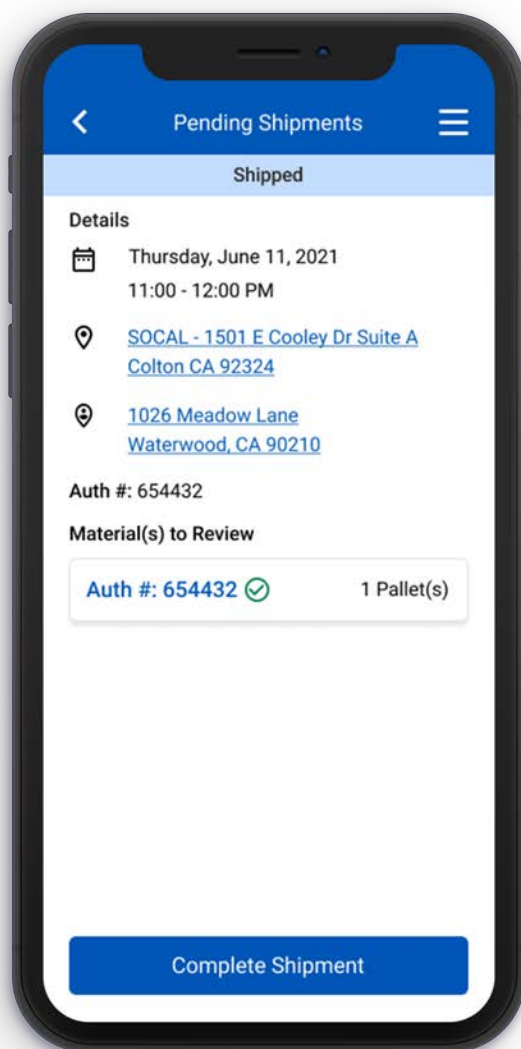 Pending Shipments
Shipped
Details
Thursday, June 11, 2021
11:00 - 12:00 PM
SOCAL - 1501 E Cooley Dr Suite A
Colton CA 92324
1026 Meadow Lane
Waterwood, CA 90210
Auth #: 654432
Material(s) to Review
Auth #: 654432 1 Pallet(s)
Complete Shipment